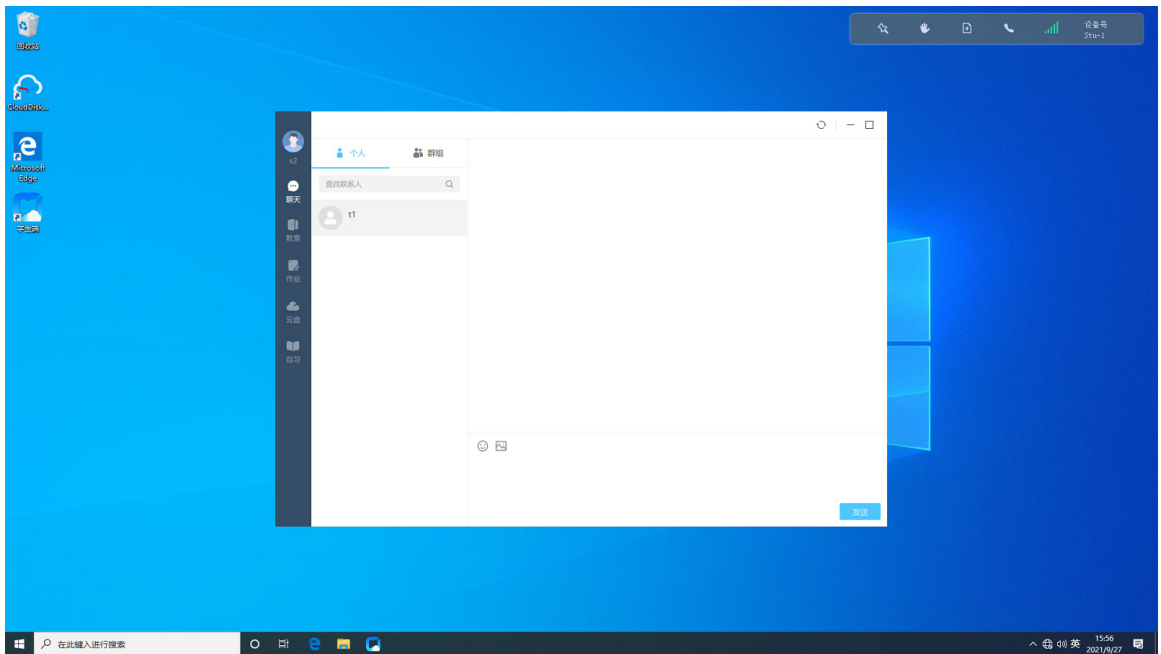 回收站
设备号
Stu-1
CloudDisk...
Microsoft
Edge
学生端
s2
聊天
教室
作业
云盘
自习
个人
群组
查找联系人
t1
发送
在此键入进行搜索
英
15:56
2021/9/27